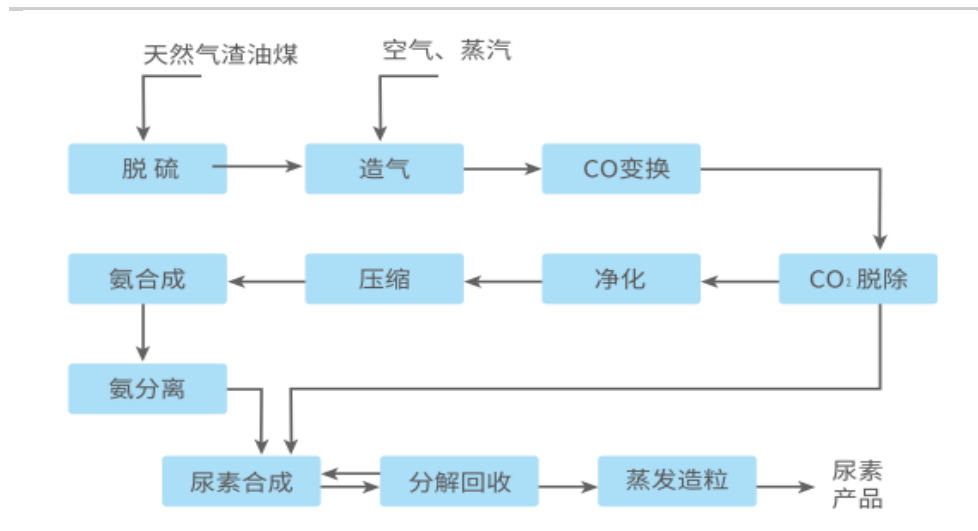 天然气渣油煤
空气、蒸汽
脱 硫
造气
CO变换
氨合成
压缩
净化
CO₂ 脱除
氨分离
尿素合成
分解回收
蒸发造粒
尿素
产品